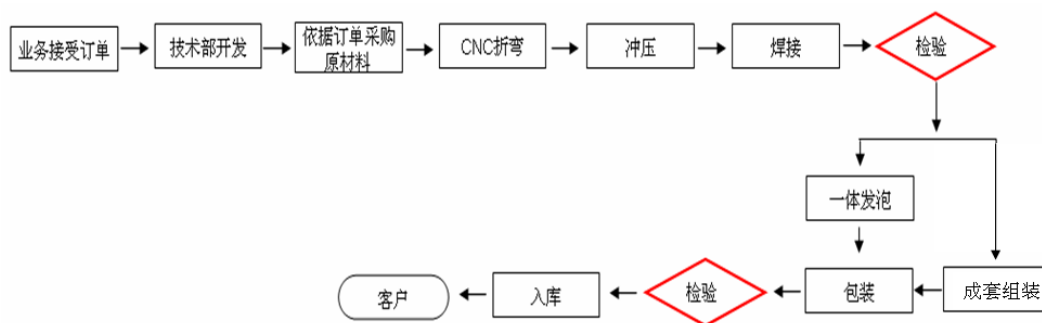 业务接受订单
技术部开发
依据订单采购
原材料
CNC折弯
冲压
焊接
检验
一体发泡
成套组装
包装
检验
入库
客户